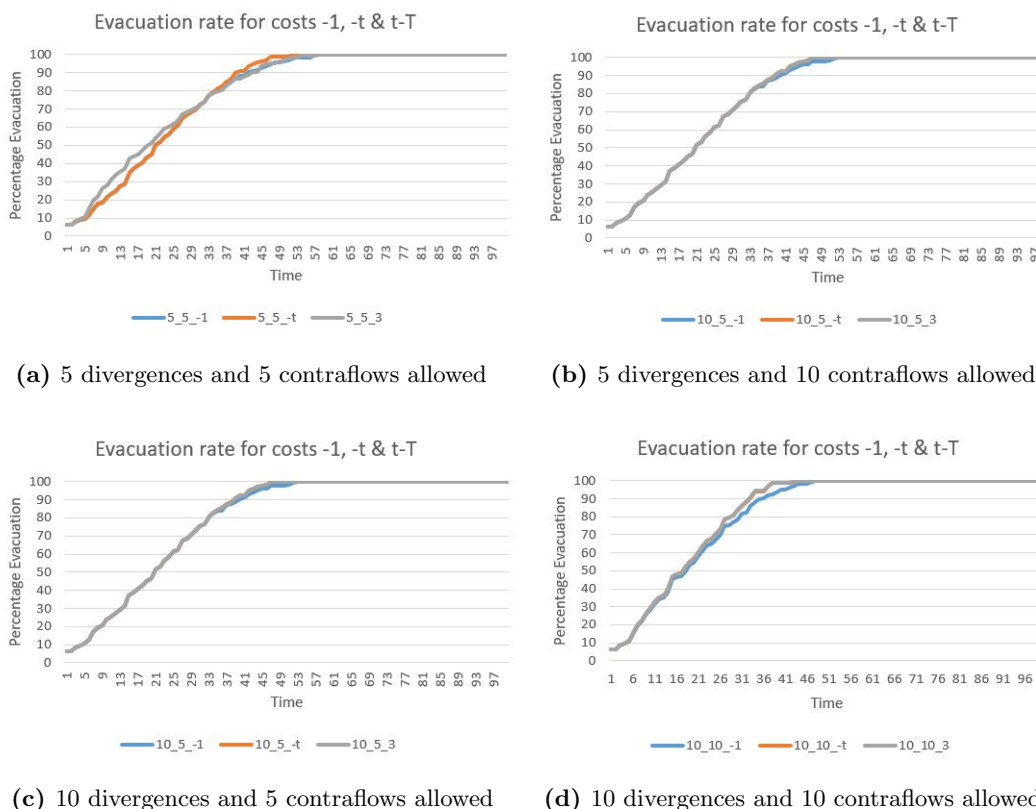 Evacuation rate for costs -1, -t & t-T
Percentage Evacuation
100
90
80
70
60
50
40
30
20
10
0
1 5 9 13 17 21 25 29 33 37 41 45 49 53 57 61 65 69 73 77 81 85 89 93 97
Time
5_5_-1 5_5_-t 5_5_3
(a) 5 divergences and 5 contraflows allowed
Evacuation rate for costs -1, -t & t-T
Percentage Evacuation
100
90
80
70
60
50
40
30
20
10
0
1 5 9 13 17 21 25 29 33 37 41 45 49 53 57 61 65 69 73 77 81 85 89 93 97
Time
10_5_-1 10_5_-t 10_5_3
(b) 5 divergences and 10 contraflows allowed
Evacuation rate for costs -1, -t & t-T
Percentage Evacuation
100
90
80
70
60
50
40
30
20
10
0
1 5 9 13 17 21 25 29 33 37 41 45 49 53 57 61 65 69 73 77 81 85 89 93 97
Time
10_5_-1 10_5_-t 10_5_3
(c) 10 divergences and 5 contraflows allowed
Evacuation rate for costs -1, -t & t-T
Percentage Evacuation
100
90
80
70
60
50
40
30
20
10
0
1 6 11 16 21 26 31 36 41 46 51 56 61 66 71 76 81 86 91 96
Time
10_10_-1 10_10_-t 10_10_3
(d) 10 divergences and 10 contraflows allowed